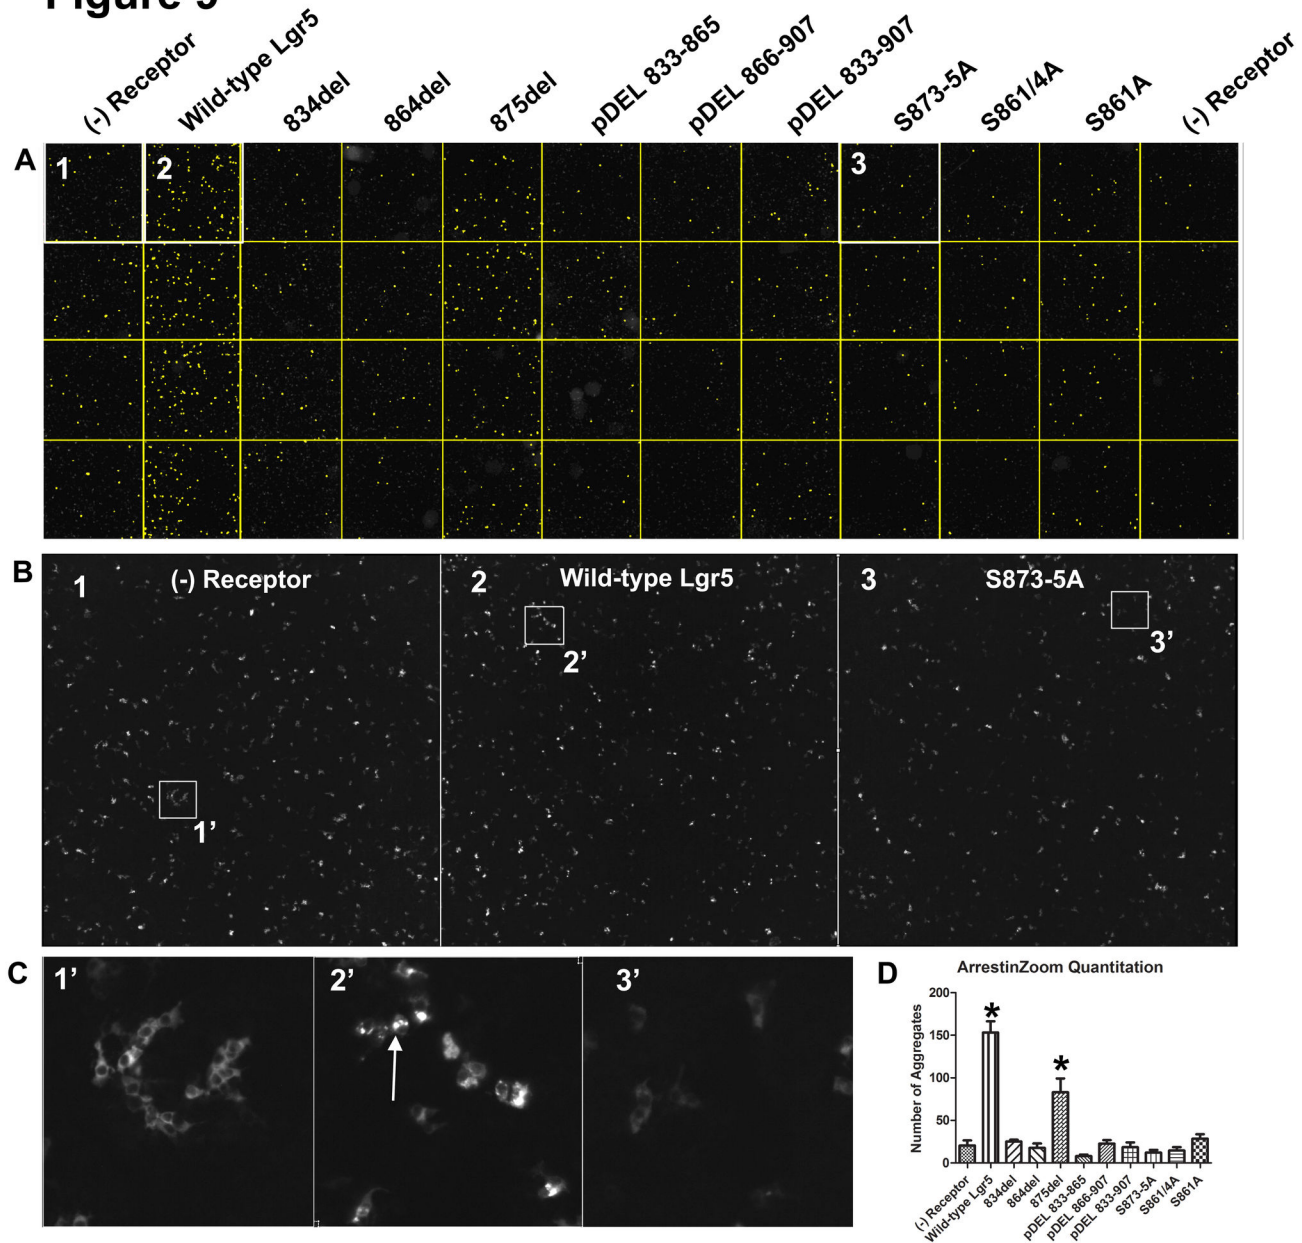 Figure 9
(-) Receptor
Wild-type Lgr5
834del
864del
875del
pDEL 833-865
pDEL 866-907
pDEL 833-907
S873-5A
S861/4A
S861A
(-) Receptor
A
1
2
3
B
1
(-) Receptor
2
Wild-type Lgr5
3
S873-5A
1’
2’
3’
C
1’
2’
3’
D
ArrestinZoom Quantitation
Number of Aggregates
200
150
100
50
0
*
*
(-) Receptor
Wild-type Lgr5
834del
864del
875del
pDEL 833-865
pDEL 866-907
pDEL 833-907
S873-5A
S861/4A
S861A